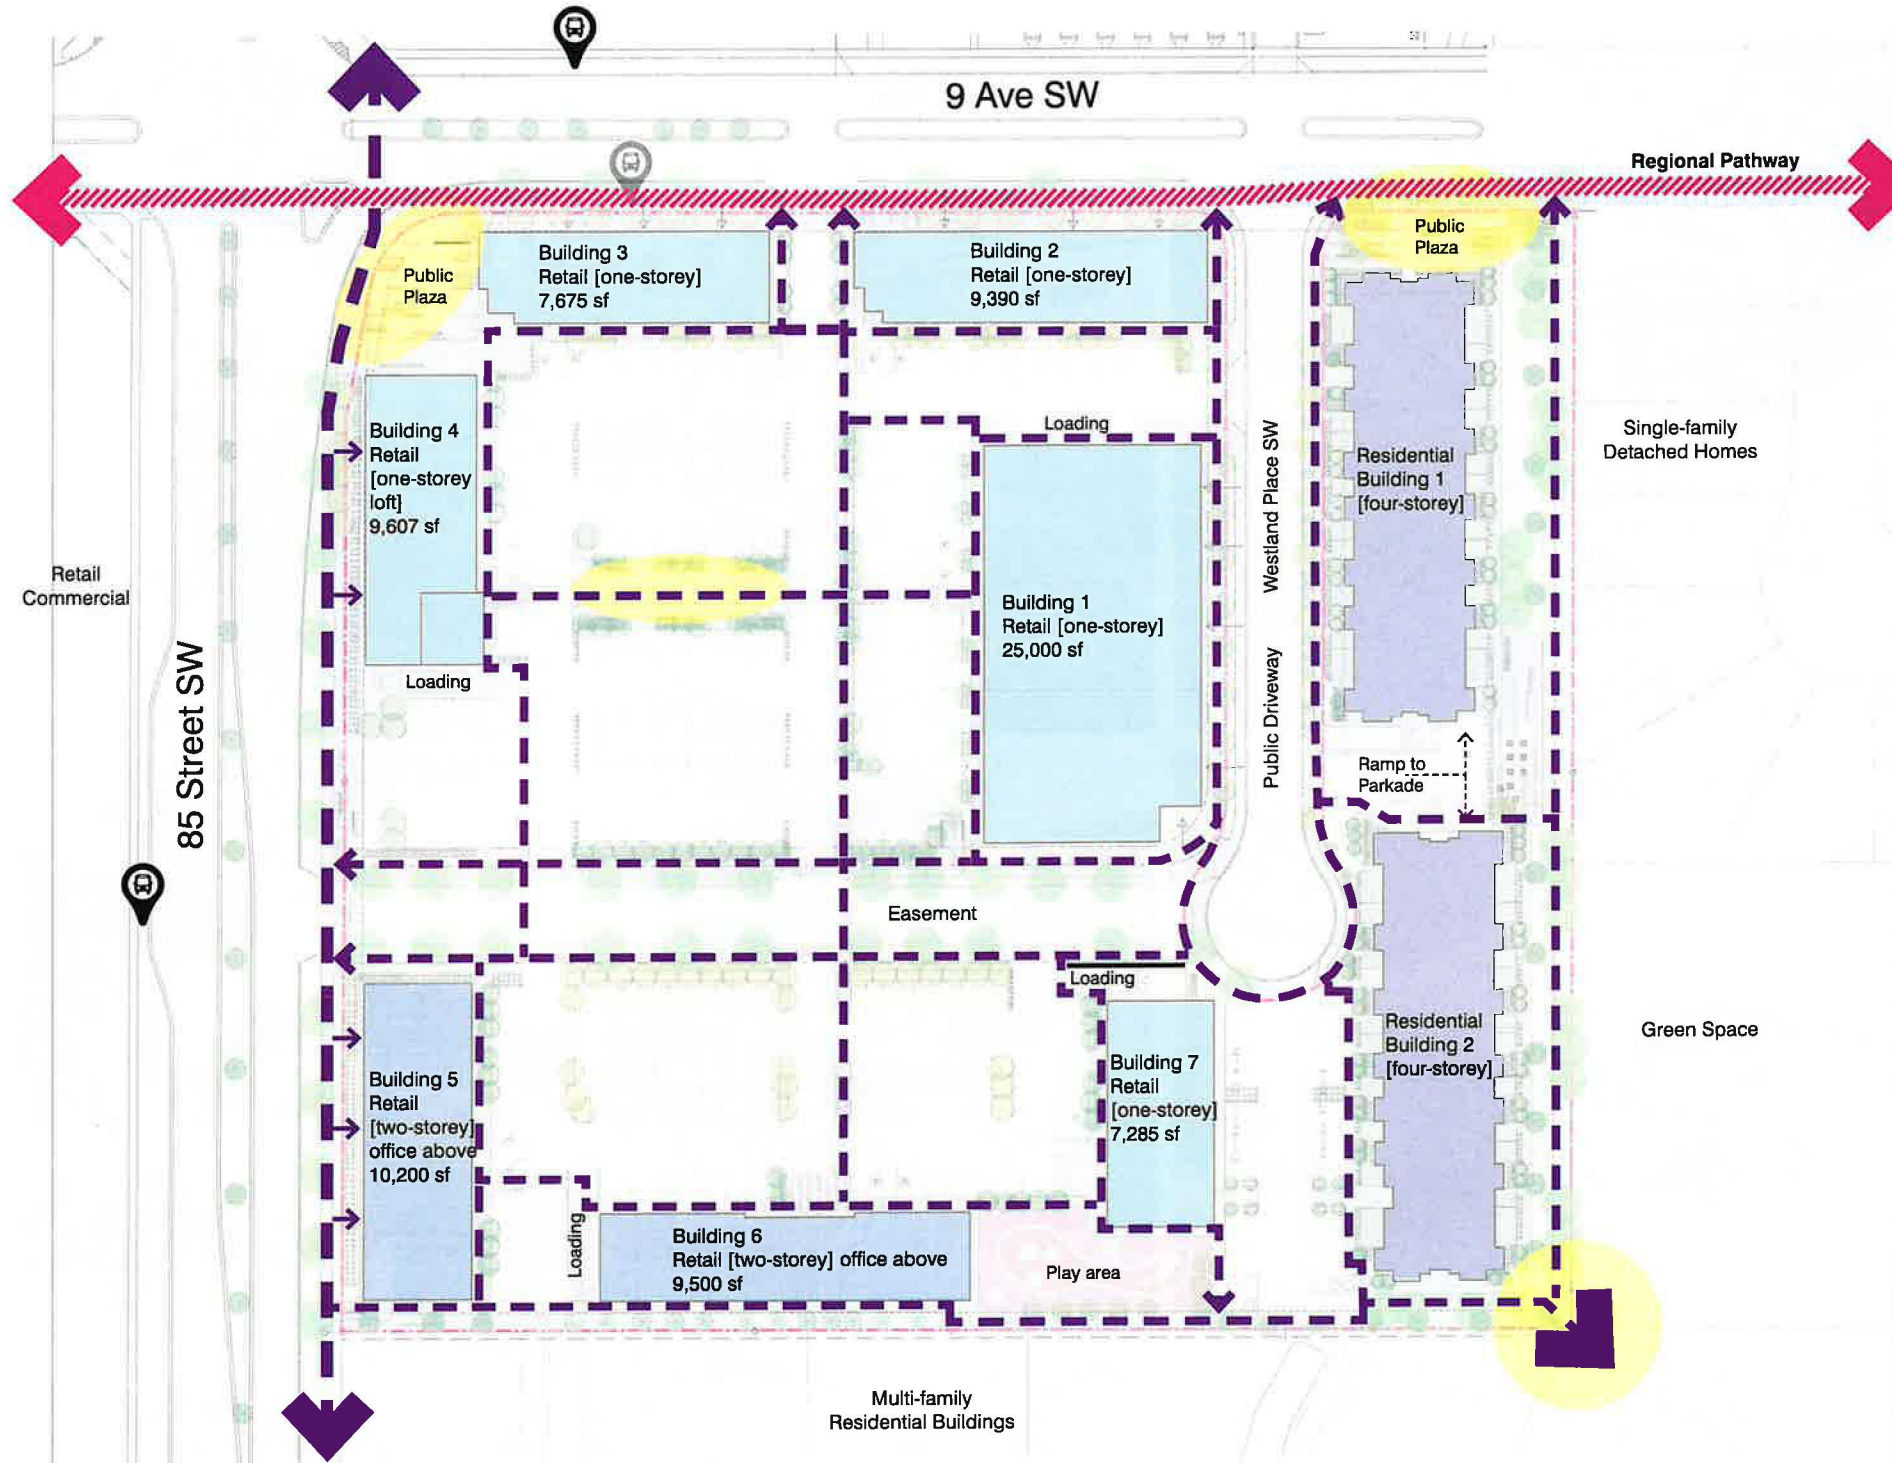 9 Ave SW
Regional Pathway
Public
Plaza
Building 3
Retail [one-storey]
7,675 sf
Building 2
Retail [one-storey]
9,390 sf
Public
Plaza
Building 4
Retail
[one-storey
loft]
9,607 sf
Loading
Loading
Building 1
Retail [one-storey]
25,000 sf
Westland Place SW
Public Driveway
Residential
Building 1
[four-storey]
Single-family
Detached Homes
Retail
Commercial
85 Street SW
Ramp to
Parkade
Easement
Loading
Building 5
Retail
[two-storey]
office above
10,200 sf
Building 7
Retail
[one-storey]
7,285 sf
Residential
Building 2
[four-storey]
Green Space
Loading
Building 6
Retail [two-storey] office above
9,500 sf
Play area
Multi-family
Residential Buildings